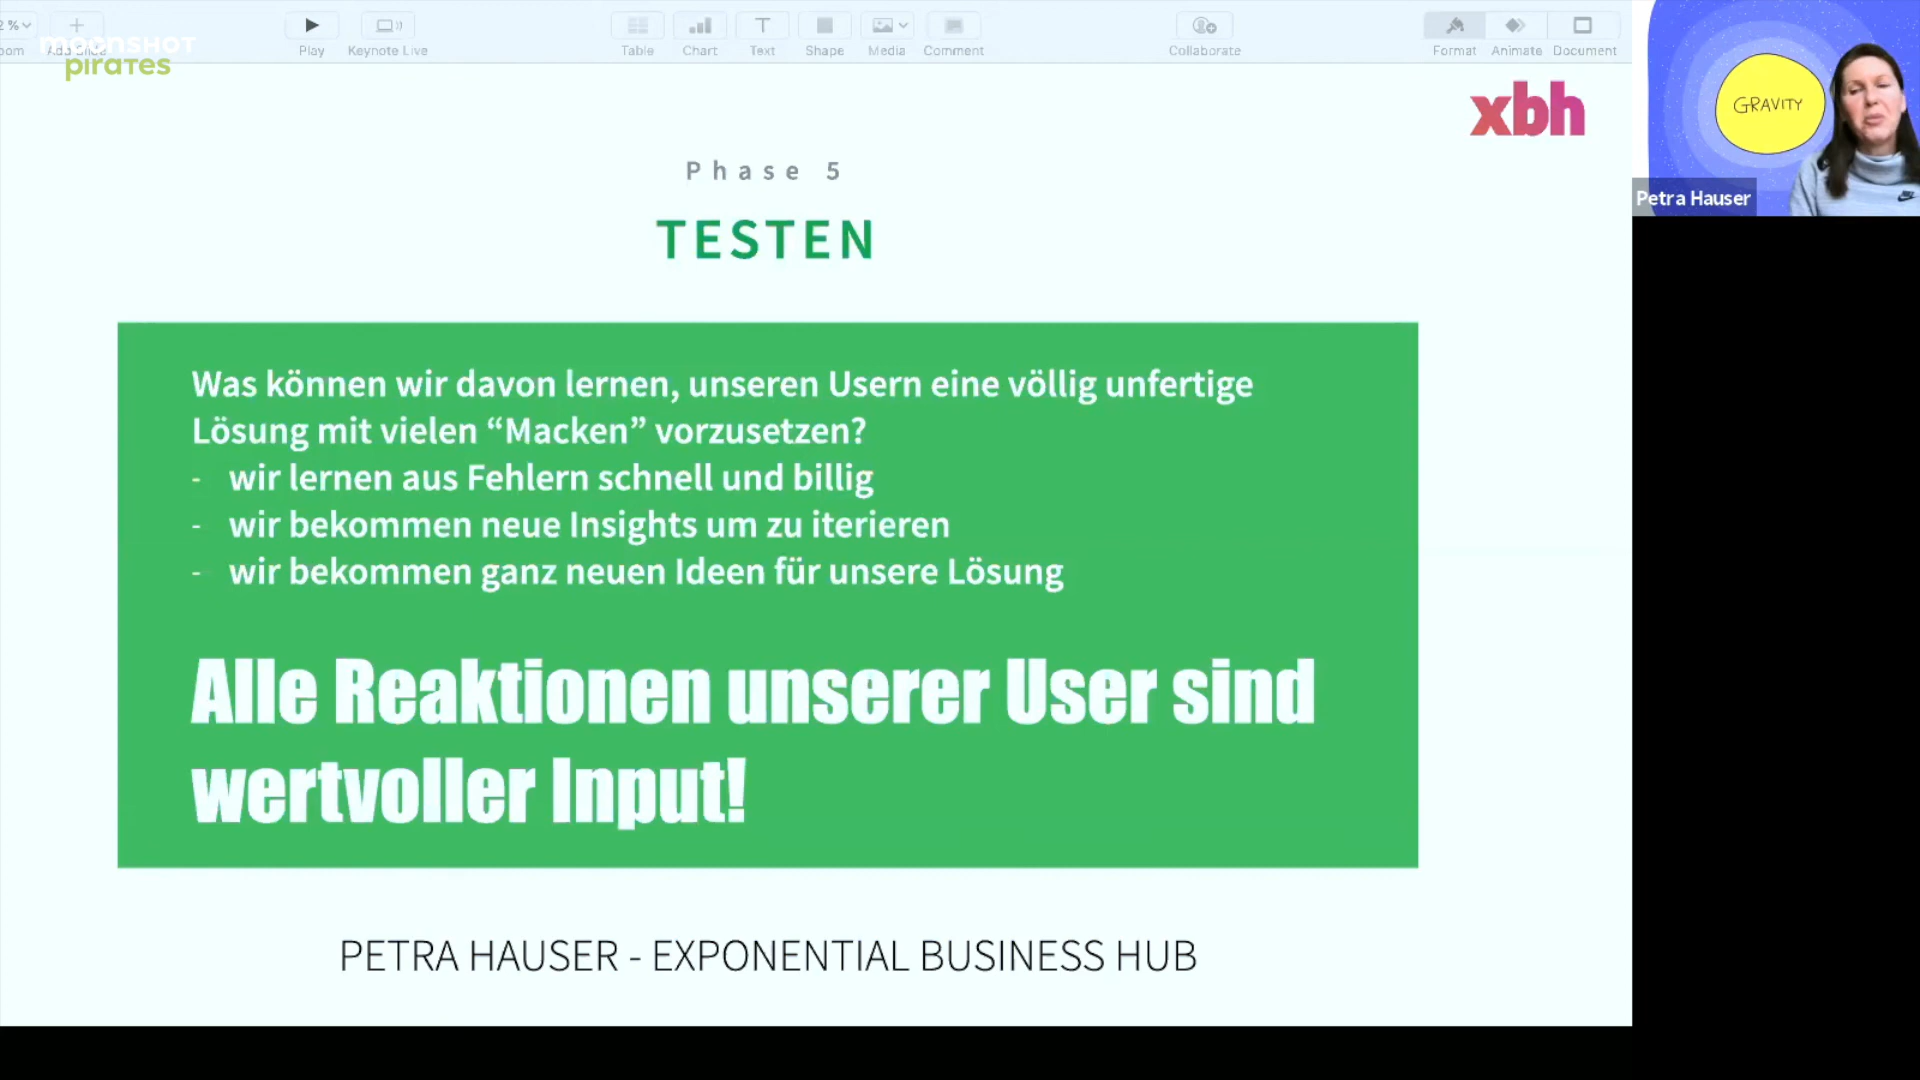 2 %
Play
Keynote Live
Table
Chart
Text
Shape
Media
Comment
Collaborate
Format
Animate
Document
moonshot
pirates
xbh
GRAVITY
Petra Hauser
Phase 5
TESTEN
Was können wir davon lernen, unseren Usern eine völlig unfertige
Lösung mit vielen “Macken” vorzusetzen?
- wir lernen aus Fehlern schnell und billig
- wir bekommen neue Insights um zu iterieren
- wir bekommen ganz neuen Ideen für unsere Lösung
Alle Reaktionen unserer User sind
wertvoller Input!
PETRA HAUSER - EXPONENTIAL BUSINESS HUB